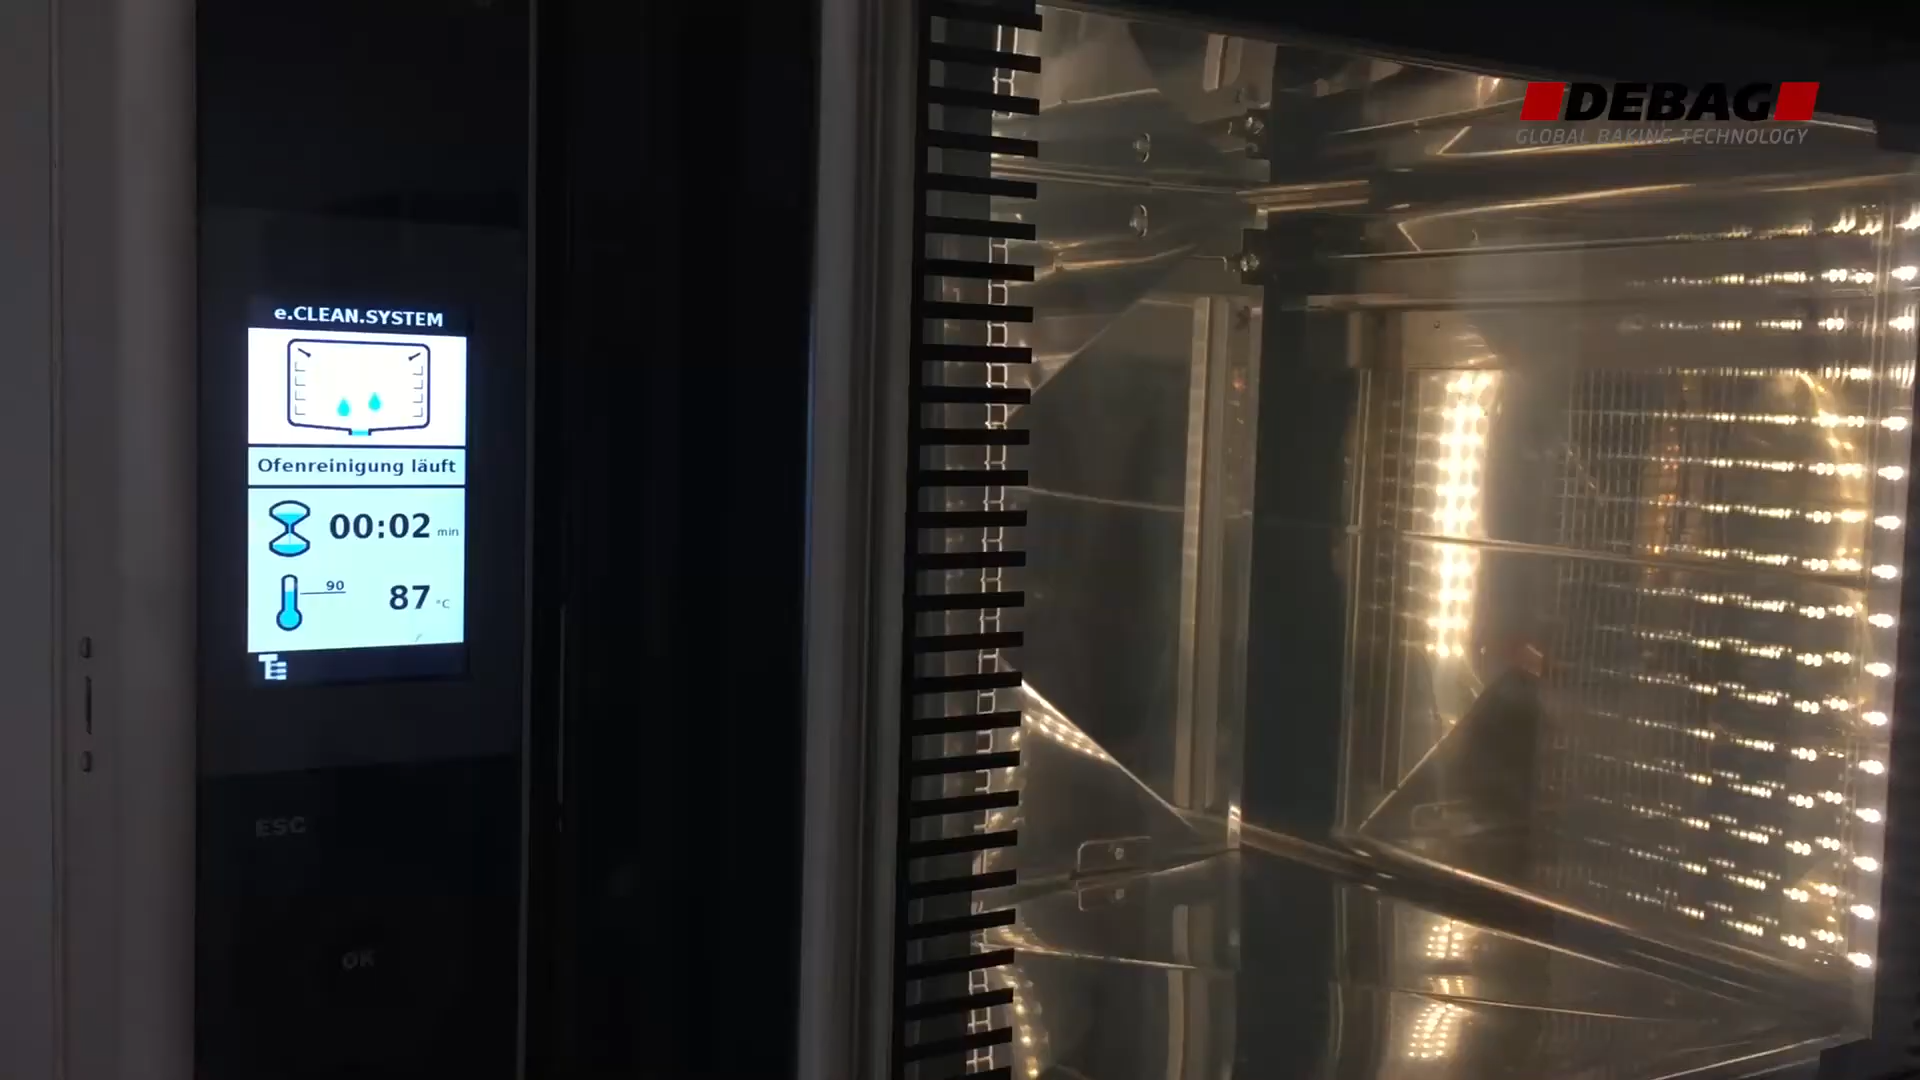 e.CLEAN.SYSTEM
Ofenreinigung läuft
00:02 min
90
87 °C
ESC
OK
DEBAG
GLOBAL BAKING TECHNOLOGY